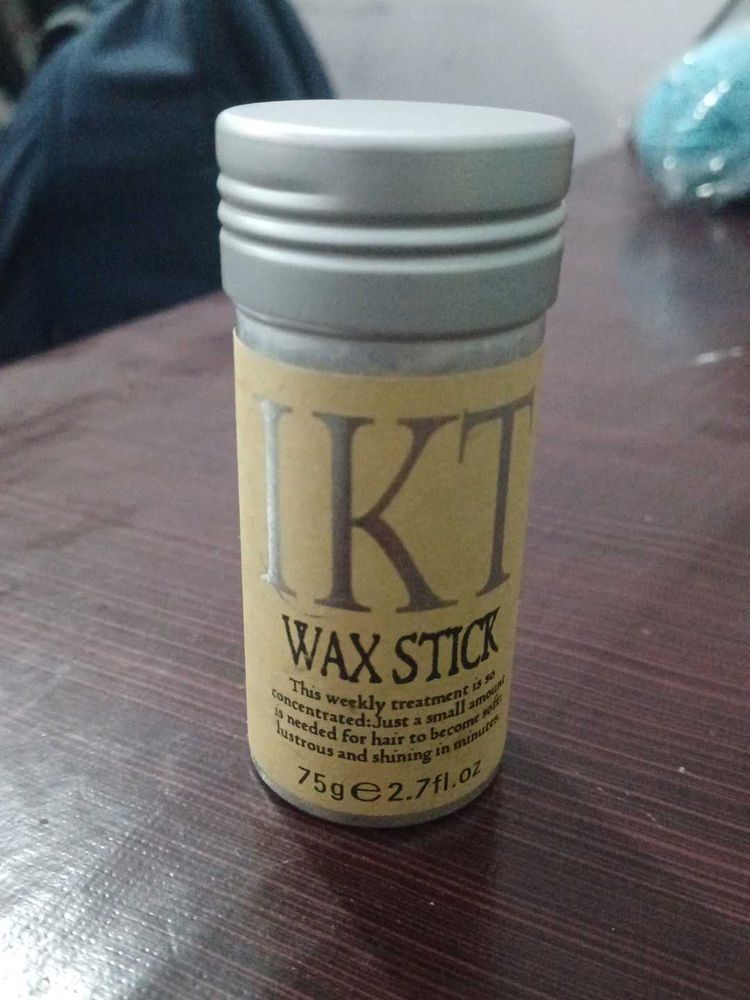 IKT
WAX STICK
This weekly treatment is so
concentrated:Just a small amount
is needed for hair to become soft:
lustrous and shining in minutes
75g e 2.7fl.oz